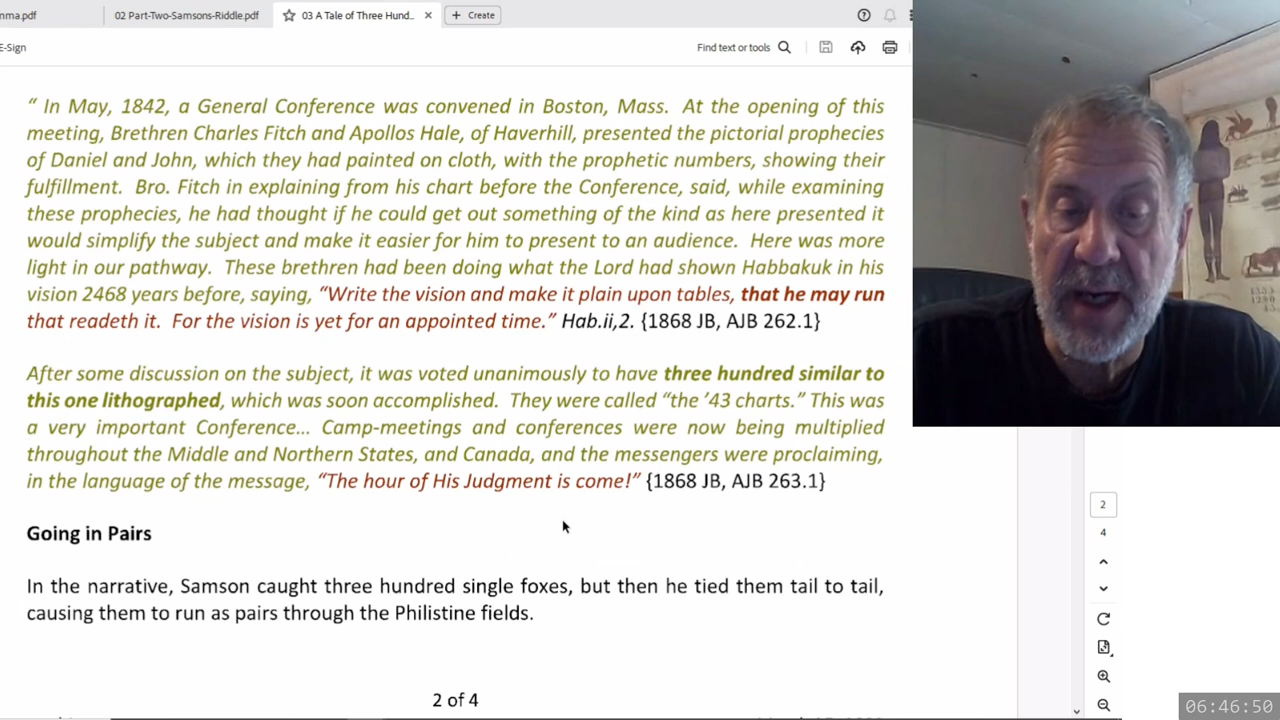 nma.pdf
02 Part-Two-Samsons-Riddle.pdf
03 A Tale of Three Hund...
Create
E-Sign
Find text or tools
“ In May, 1842, a General Conference was convened in Boston, Mass. At the opening of this
meeting, Brethren Charles Fitch and Apollos Hale, of Haverhill, presented the pictorial prophecies
of Daniel and John, which they had painted on cloth, with the prophetic numbers, showing their
fulfillment. Bro. Fitch in explaining from his chart before the Conference, said, while examining
these prophecies, he had thought if he could get out something of the kind as here presented it
would simplify the subject and make it easier for him to present to an audience. Here was more
light in our pathway. These brethren had been doing what the Lord had shown Habbakuk in his
vision 2468 years before, saying, “Write the vision and make it plain upon tables, that he may run
that readeth it. For the vision is yet for an appointed time.” Hab.ii,2. {1868 JB, AJB 262.1}
After some discussion on the subject, it was voted unanimously to have three hundred similar to
this one lithographed, which was soon accomplished. They were called “the ’43 charts.” This was
a very important Conference... Camp-meetings and conferences were now being multiplied
throughout the Middle and Northern States, and Canada, and the messengers were proclaiming,
in the language of the message, “The hour of His Judgment is come!” {1868 JB, AJB 263.1}
Going in Pairs
In the narrative, Samson caught three hundred single foxes, but then he tied them tail to tail,
causing them to run as pairs through the Philistine fields.
2 of 4
2
4
06:46:50